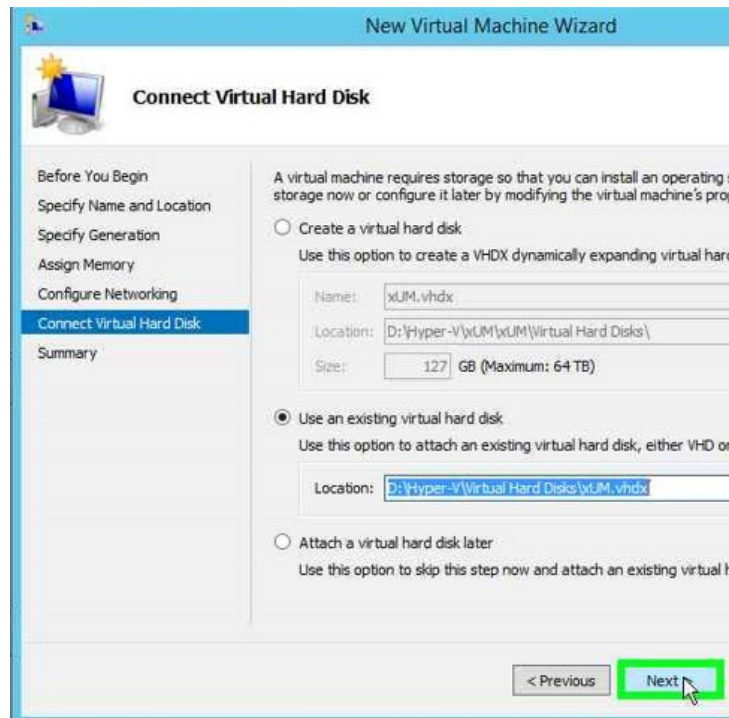 New Virtual Machine Wizard
Connect Virtual Hard Disk
Before You Begin
Specify Name and Location
Specify Generation
Assign Memory
Configure Networking
Connect Virtual Hard Disk
Summary
A virtual machine requires storage so that you can install an operating
storage now or configure it later by modifying the virtual machine's
Create a virtual hard disk
Use this option to create a VHDX dynamically expanding virtual
Name: xUM.vhdx
Location: D:\Hyper-V\xUM\xUM\Virtual Hard Disks\
Size: 127 GB (Maximum: 64 TB)
Use an existing virtual hard disk
Use this option to attach an existing virtual hard disk, either VHD or
Location: D:\Hyper-V\Virtual Hard Disks\xUM.vhdx
Attach a virtual hard disk later
Use this option to skip this step now and attach an existing virtual
< Previous
Next >